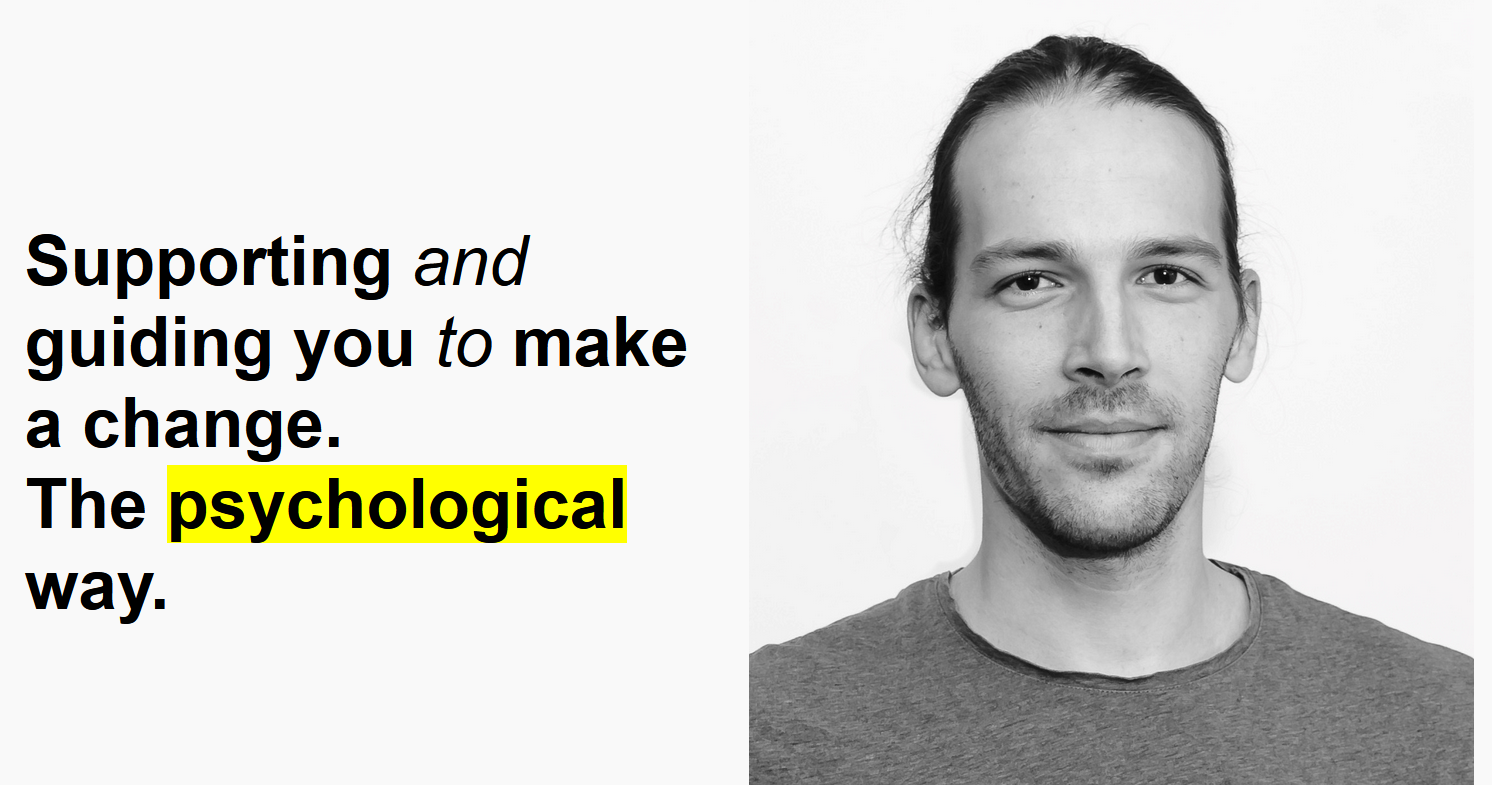 Supporting and
guiding you to make
a change.
The psychological
way.